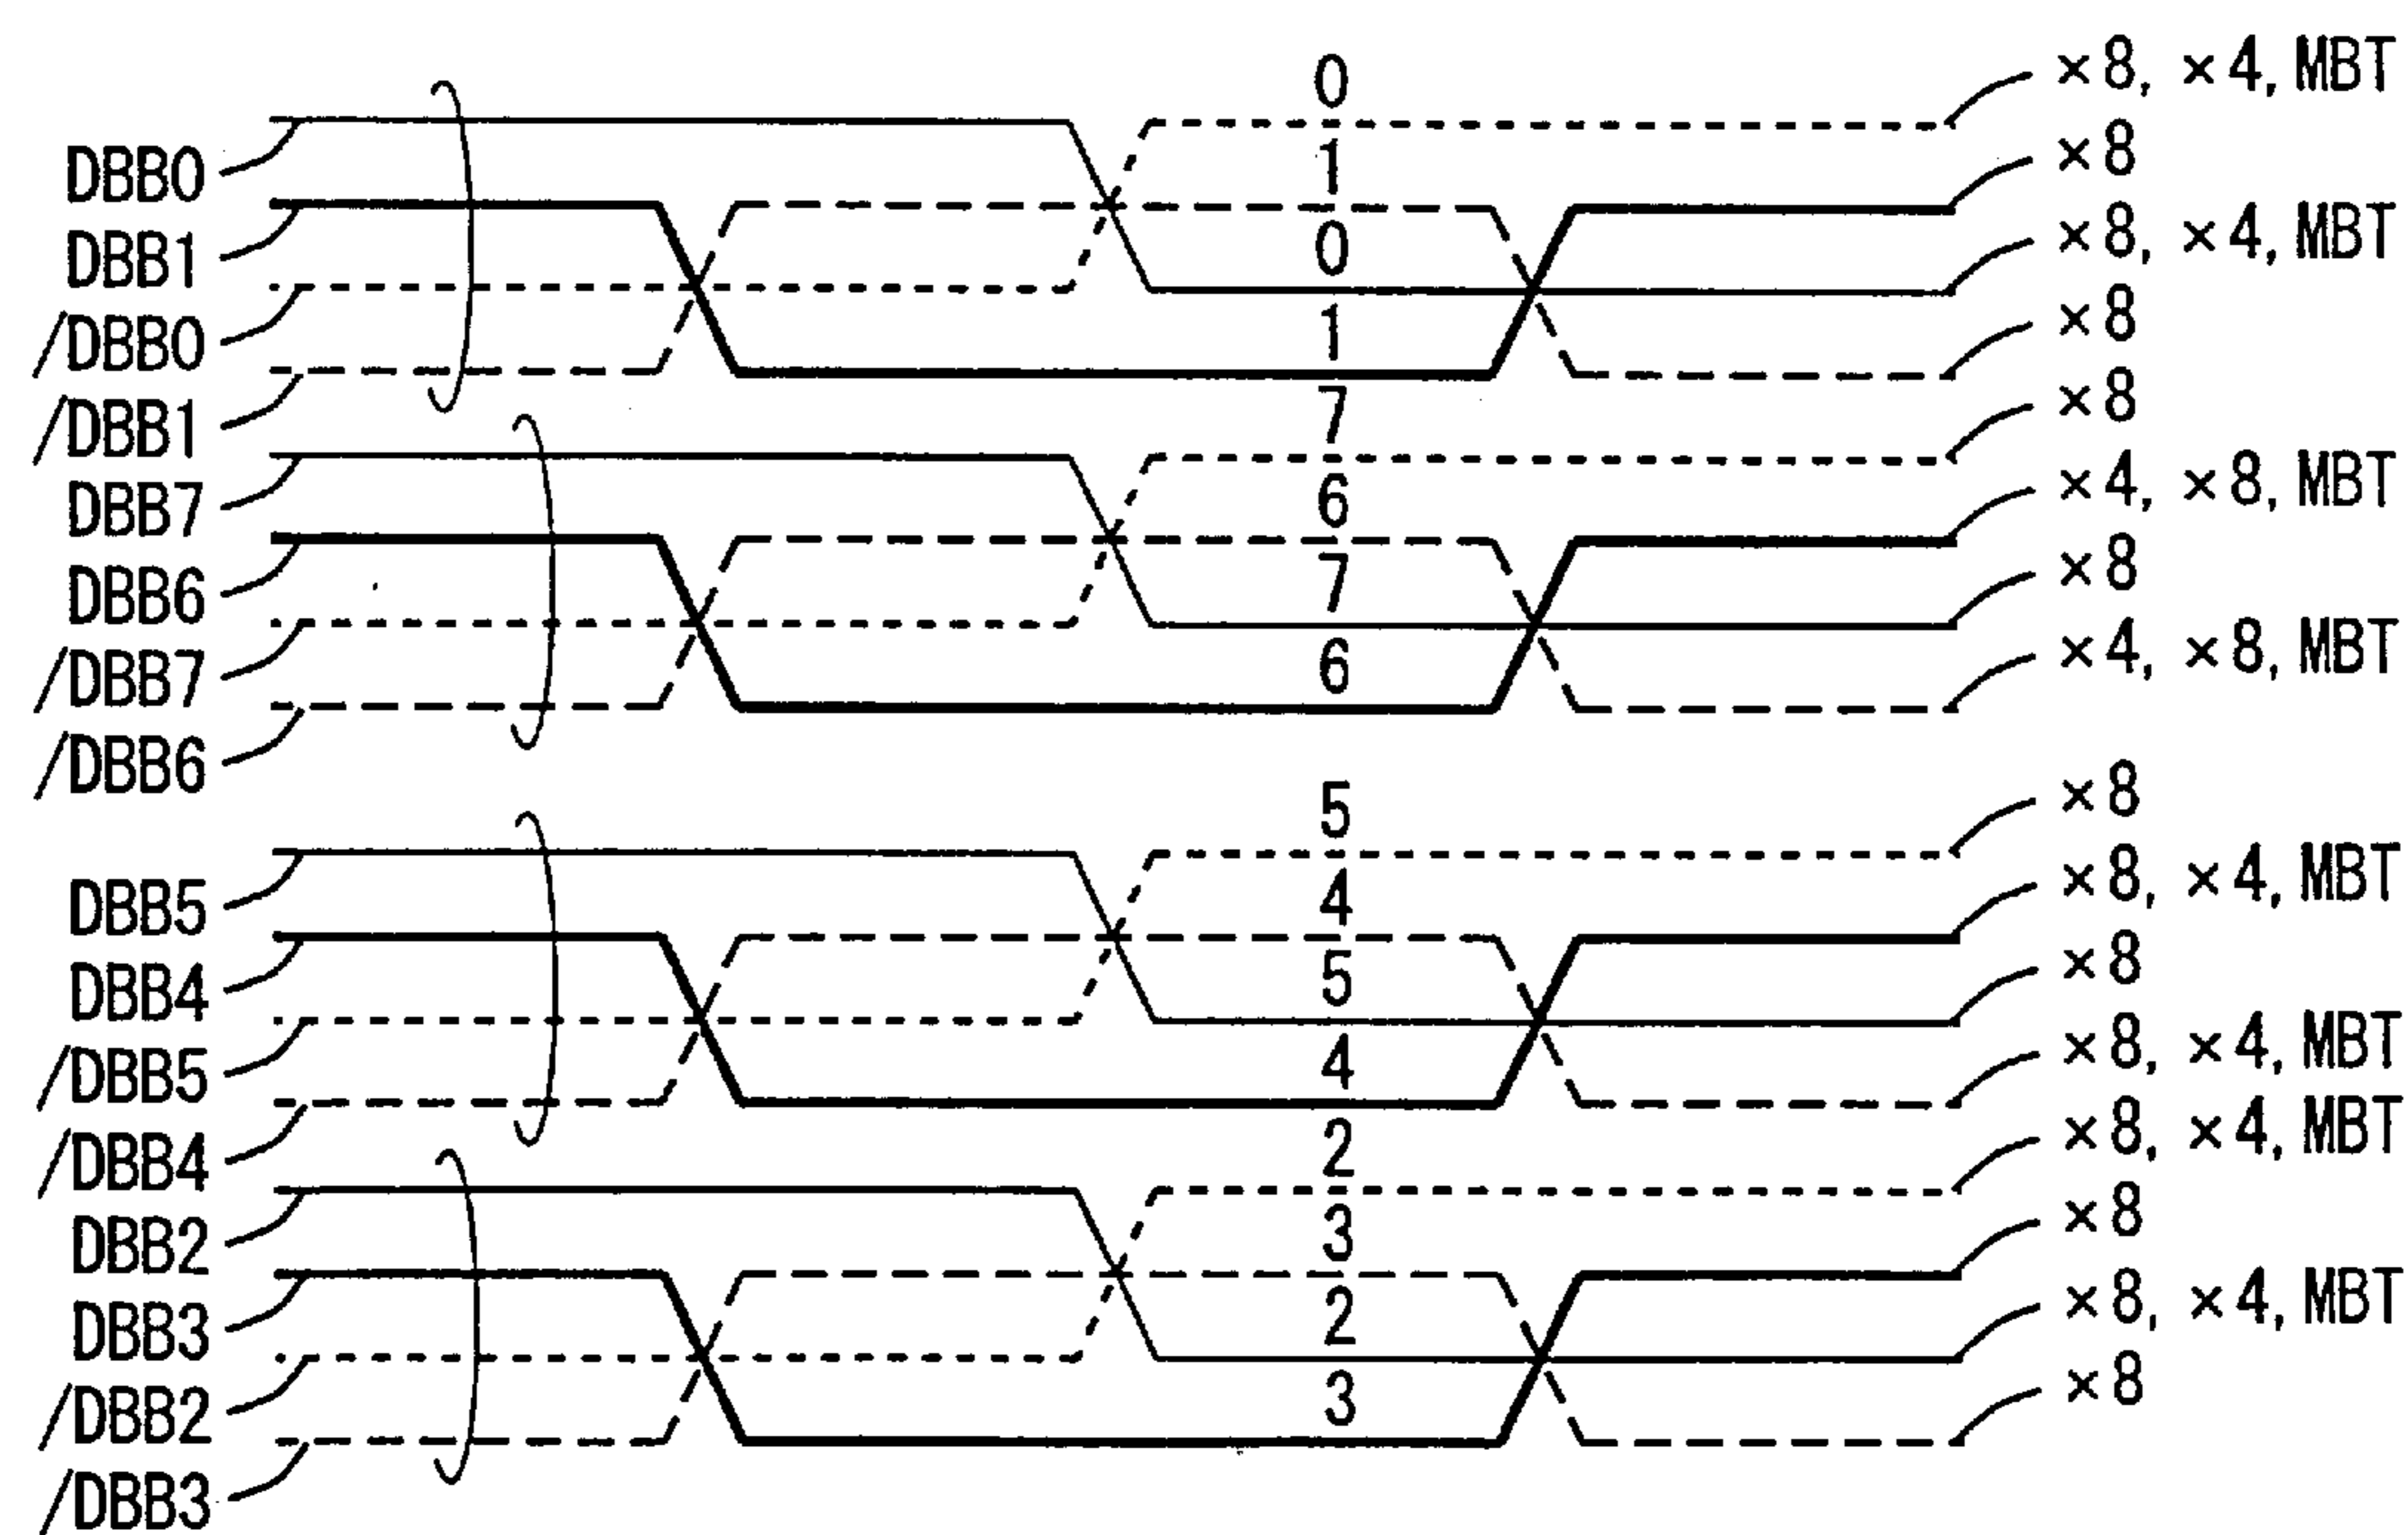 0
×8, ×4, MBT
DBB0
1
×8
DBB1
0
×8, ×4, MBT
/DBB0
1
×8
/DBB1
7
×8
DBB7
6
×4, ×8, MBT
DBB6
7
×8
/DBB7
6
×4, ×8, MBT
/DBB6
5
×8
DBB5
4
×8, ×4, MBT
DBB4
5
×8
/DBB5
4
×8, ×4, MBT
/DBB4
2
×8, ×4, MBT
DBB2
3
×8
DBB3
2
×8, ×4, MBT
/DBB2
3
×8
/DBB3